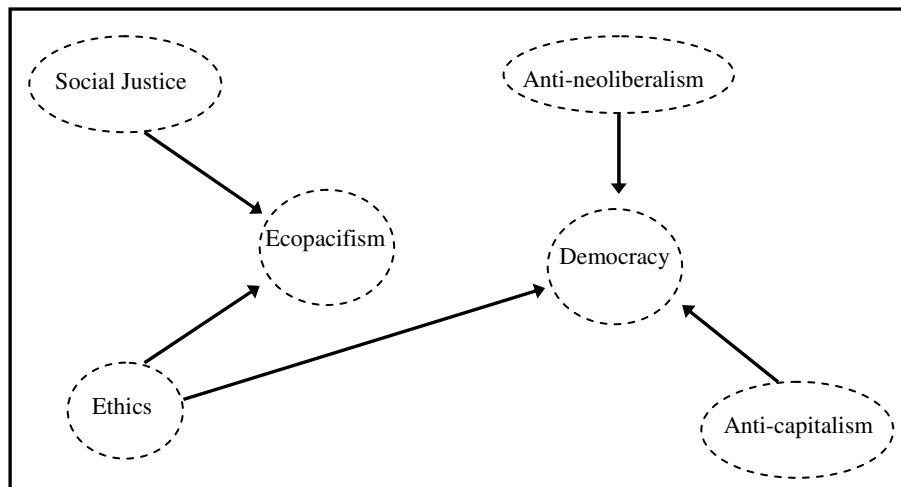 Social Justice
Anti-neoliberalism
Ecopacifism
Democracy
Ethics
Anti-capitalism